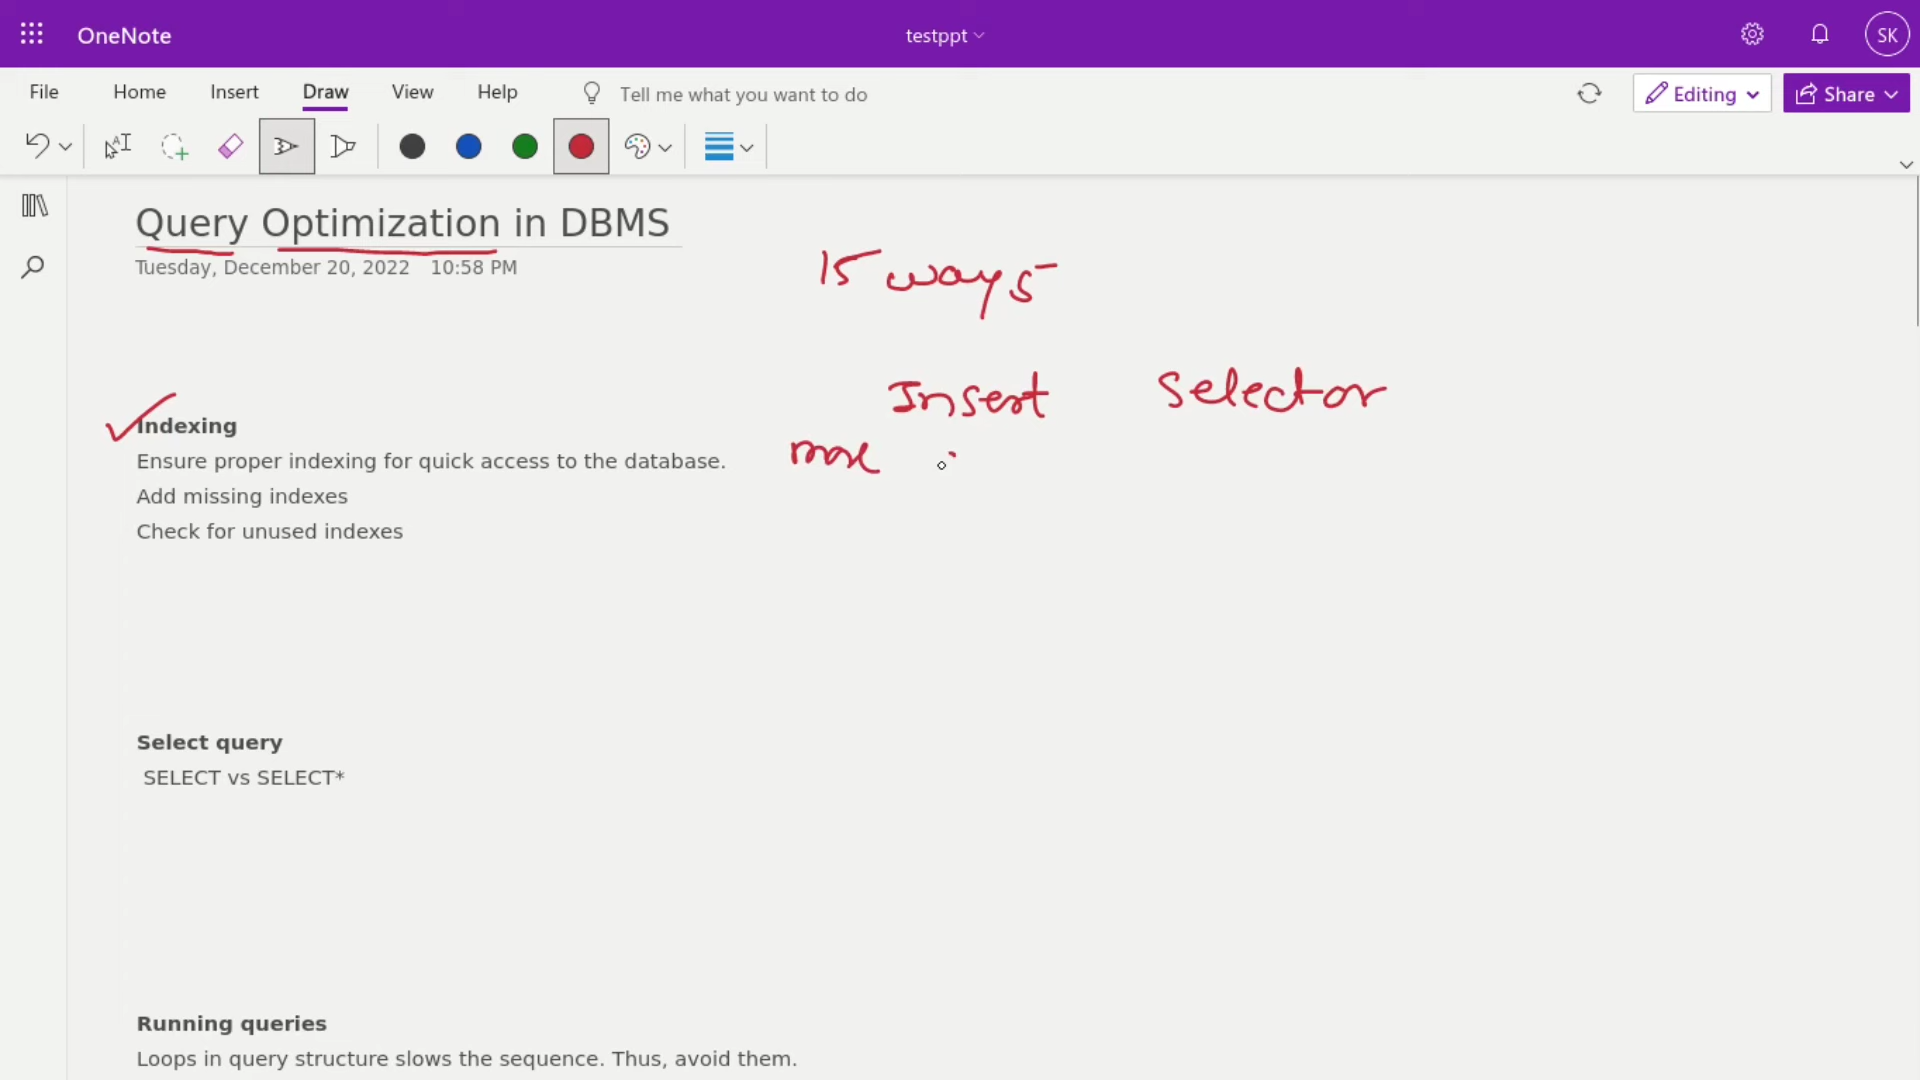 OneNote
testppt
SK
File Home Insert Draw View Help Tell me what you want to do Editing Share
Query Optimization in DBMS
Tuesday, December 20, 2022 10:58 PM
15 ways
Insert Selector
Indexing
more
Ensure proper indexing for quick access to the database.
Add missing indexes
Check for unused indexes
Select query
SELECT vs SELECT*
Running queries
Loops in query structure slows the sequence. Thus, avoid them.